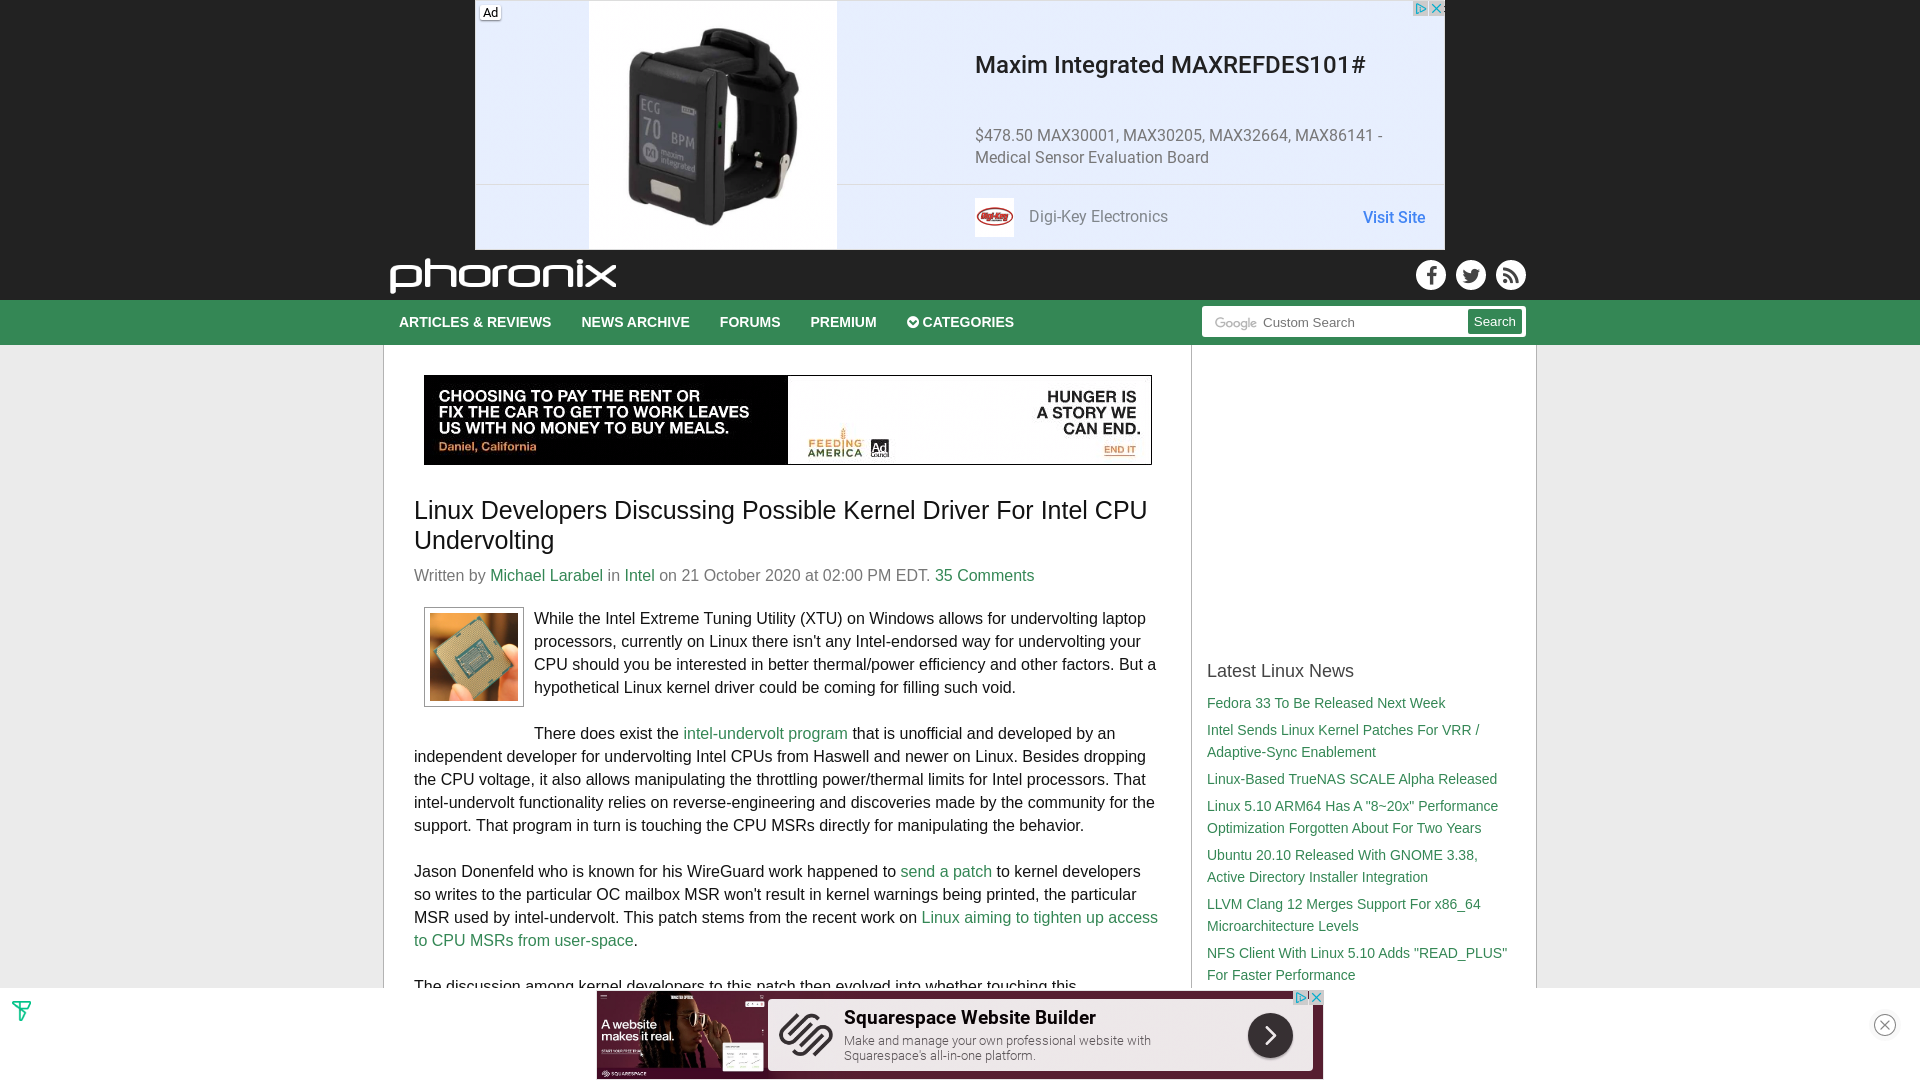 Ad
Maxim Integrated MAXREFDES101#
$478.50 MAX30001, MAX30205, MAX32664, MAX86141 -
Medical Sensor Evaluation Board
ECG
70
BPM
maxim
integrated
Digi-Key
Digi-Key Electronics
Visit Site
phoronix
ARTICLES & REVIEWS
NEWS ARCHIVE
FORUMS
PREMIUM
CATEGORIES
Google Custom Search
Search
CHOOSING TO PAY THE RENT OR
FIX THE CAR TO GET TO WORK LEAVES
US WITH NO MONEY TO BUY MEALS.
Daniel, California
FEEDING
AMERICA
Ad
Council
HUNGER IS
A STORY WE
CAN END.
END IT
Linux Developers Discussing Possible Kernel Driver For Intel CPU
Undervolting
Written by Michael Larabel in Intel on 21 October 2020 at 02:00 PM EDT. 35 Comments
While the Intel Extreme Tuning Utility (XTU) on Windows allows for undervolting laptop
processors, currently on Linux there isn't any Intel-endorsed way for undervolting your
CPU should you be interested in better thermal/power efficiency and other factors. But a
hypothetical Linux kernel driver could be coming for filling such void.
There does exist the intel-undervolt program that is unofficial and developed by an
independent developer for undervolting Intel CPUs from Haswell and newer on Linux. Besides dropping
the CPU voltage, it also allows manipulating the throttling power/thermal limits for Intel processors. That
intel-undervolt functionality relies on reverse-engineering and discoveries made by the community for the
support. That program in turn is touching the CPU MSRs directly for manipulating the behavior.
Jason Donenfeld who is known for his WireGuard work happened to send a patch to kernel developers
so writes to the particular OC mailbox MSR won't result in kernel warnings being printed, the particular
MSR used by intel-undervolt. This patch stems from the recent work on Linux aiming to tighten up access
to CPU MSRs from user-space.
The discussion among kernel developers to this patch then evolved into whether touching this
Latest Linux News
Fedora 33 To Be Released Next Week
Intel Sends Linux Kernel Patches For VRR /
Adaptive-Sync Enablement
Linux-Based TrueNAS SCALE Alpha Released
Linux 5.10 ARM64 Has A "8~20x" Performance
Optimization Forgotten About For Two Years
Ubuntu 20.10 Released With GNOME 3.38,
Active Directory Installer Integration
LLVM Clang 12 Merges Support For x86_64
Microarchitecture Levels
NFS Client With Linux 5.10 Adds "READ_PLUS"
For Faster Performance
A website
makes it real.
START YOUR FREE TRIAL
SQUARESPACE
Squarespace Website Builder
Make and manage your own professional website with
Squarespace's all-in-one platform.